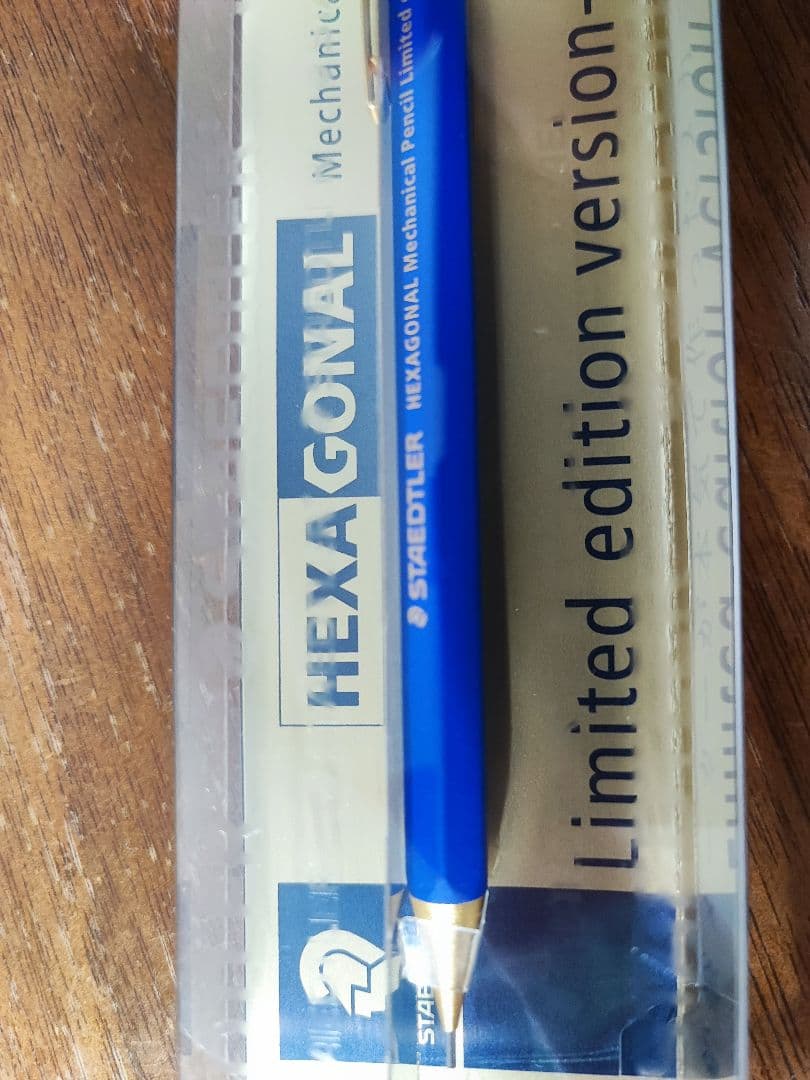 HEXAGONAL Mechanica
STAEDTLER HEXAGONAL Mechanical Pencil Limited
Limited edition version-
STAE